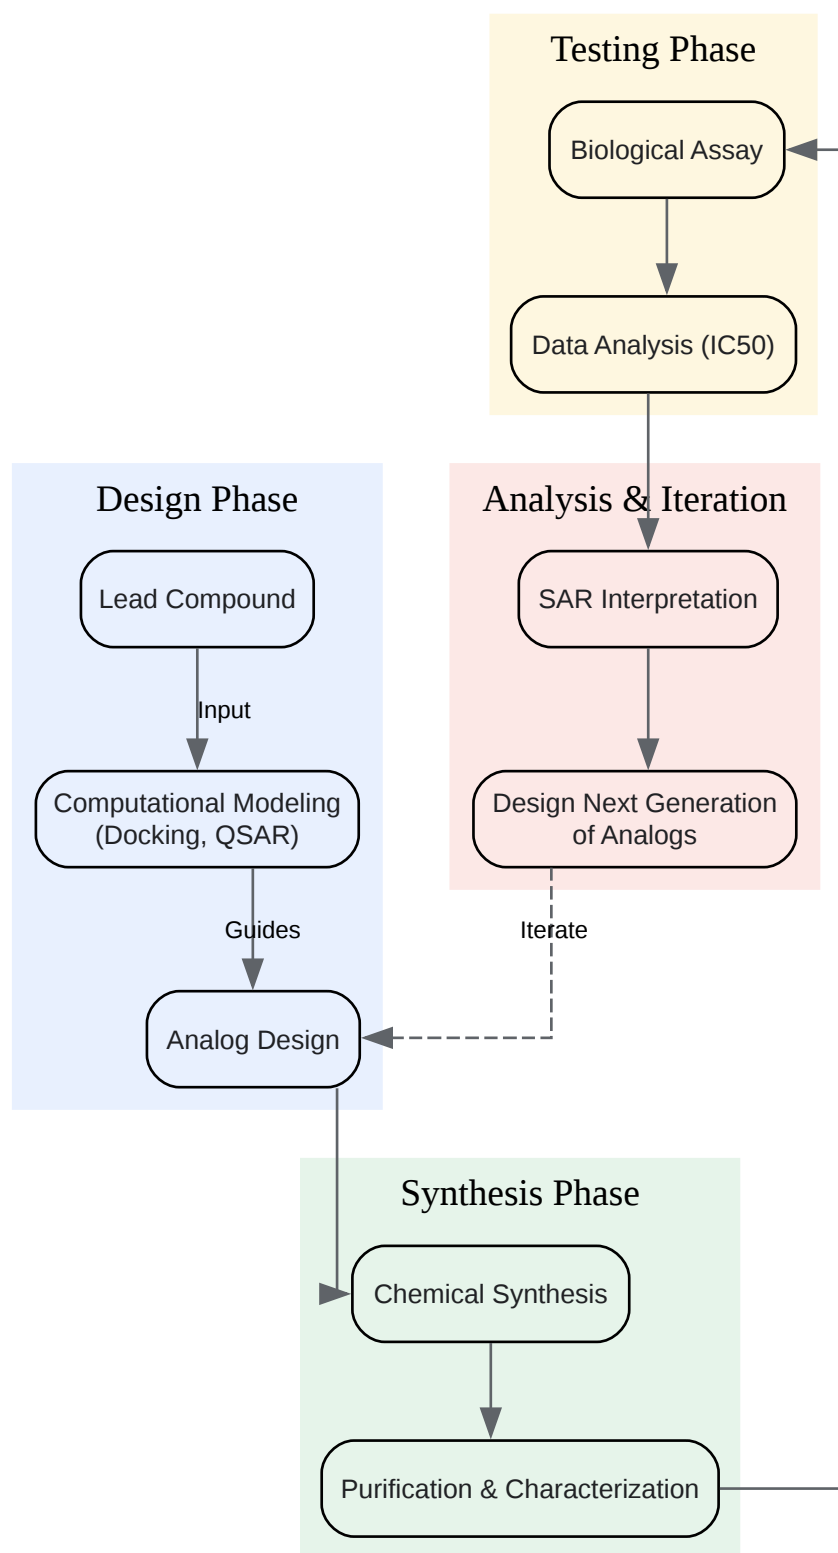 Testing Phase
Biological Assay
Data Analysis (IC50)
Design Phase
Lead Compound
Input
Computational Modeling
(Docking, QSAR)
Guides
Analog Design
Analysis & Iteration
SAR Interpretation
Design Next Generation
of Analogs
Iterate
Synthesis Phase
Chemical Synthesis
Purification & Characterization